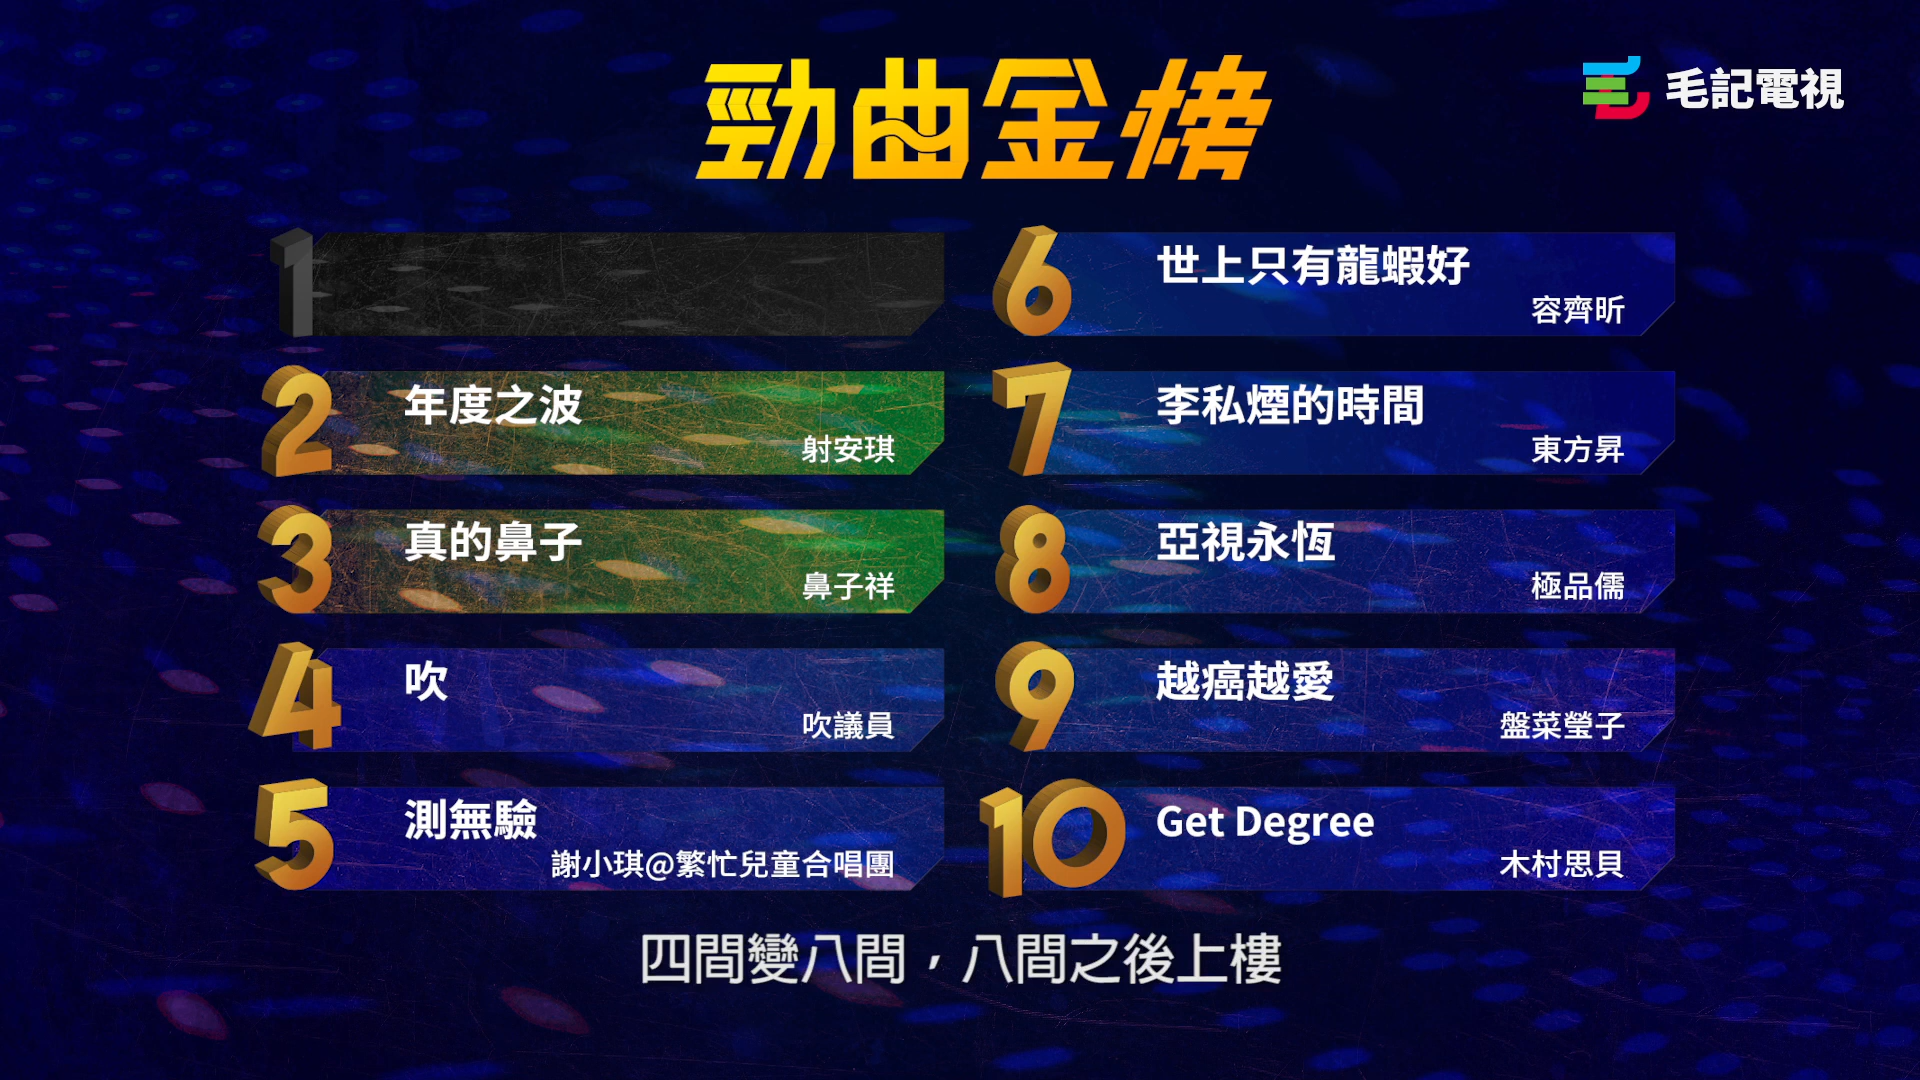 勁曲金榜
毛記電視
1
2
年度之波
射安琪
3
真的鼻子
鼻子祥
4
吹
吹議員
5
測無驗
謝小琪@繁忙兒童合唱團
6
世上只有龍蝦好
容齊昕
7
李私煙的時間
東方昇
8
亞視永恆
極品儒
9
越癌越愛
盤菜瑩子
10
Get Degree
木村思貝
四間變八間，八間之後上樓